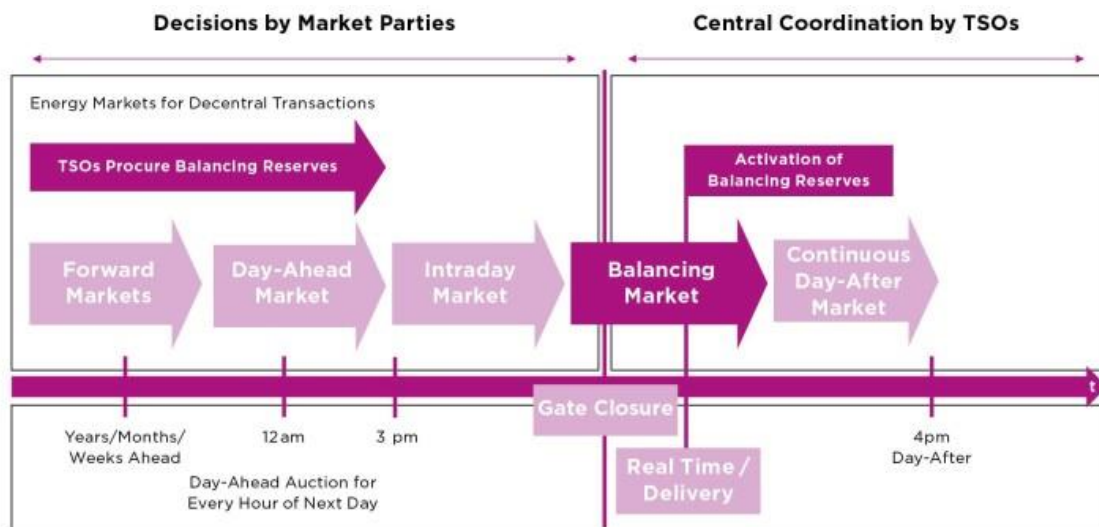 Decisions by Market Parties
Central Coordination by TSOs
Energy Markets for Decentral Transactions
TSOs Procure Balancing Reserves
Activation of
Balancing Reserves
Forward
Markets
Day-Ahead
Market
Intraday
Market
Balancing
Market
Continuous
Day-After
Market
t
Gate Closure
Years/Months/
Weeks Ahead
12am
3 pm
4pm
Day-After
Day-Ahead Auction for
Every Hour of Next Day
Real Time /
Delivery